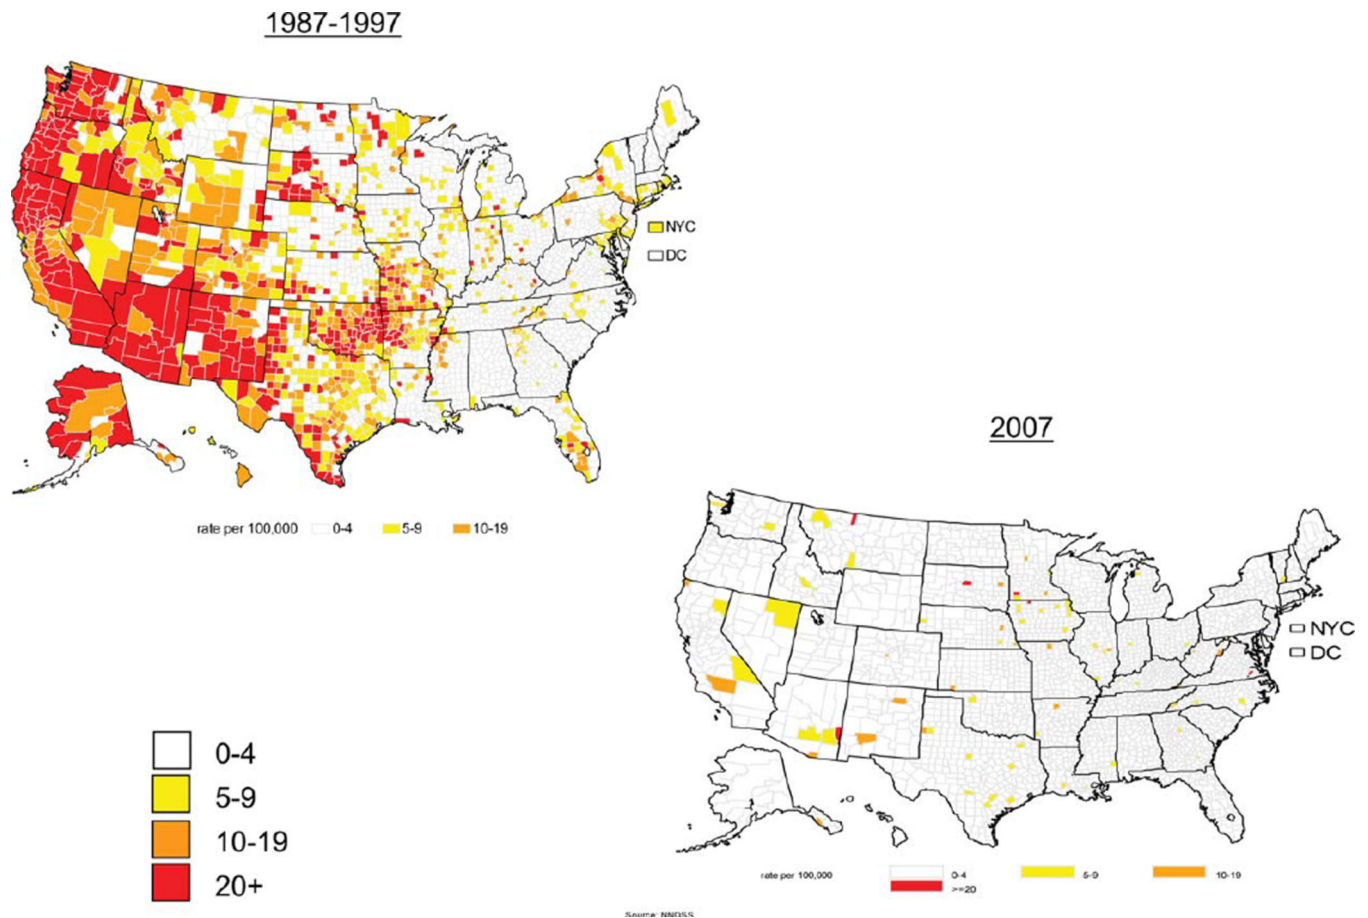 1987-1997
NYC
DC
rate per 100,000 0-4 5-9 10-19
2007
NYC
DC
0-4
5-9
10-19
20+
rate per 100,000 0-4 5-9 10-19
>=20
Source: NNDSS